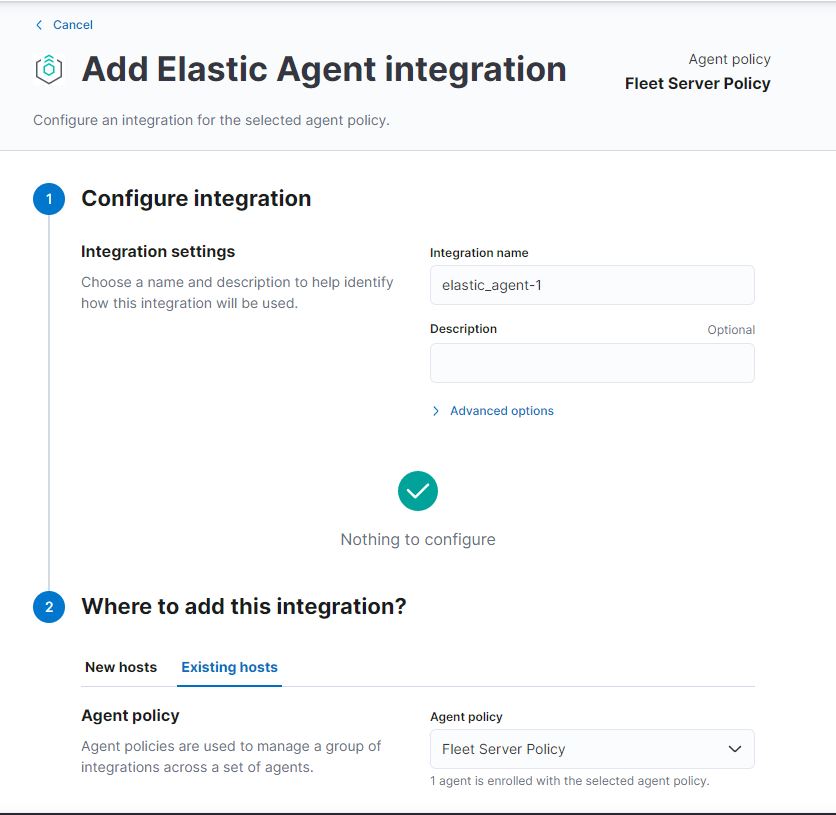 Cancel
Add Elastic Agent integration
Agent policy
Fleet Server Policy
Configure an integration for the selected agent policy.
1
Configure integration
Integration settings
Choose a name and description to help identify
how this integration will be used.
Integration name
elastic_agent-1
Description
Optional
Advanced options
Nothing to configure
2
Where to add this integration?
New hosts
Existing hosts
Agent policy
Agent policies are used to manage a group of
integrations across a set of agents.
Agent policy
Fleet Server Policy
1 agent is enrolled with the selected agent policy.